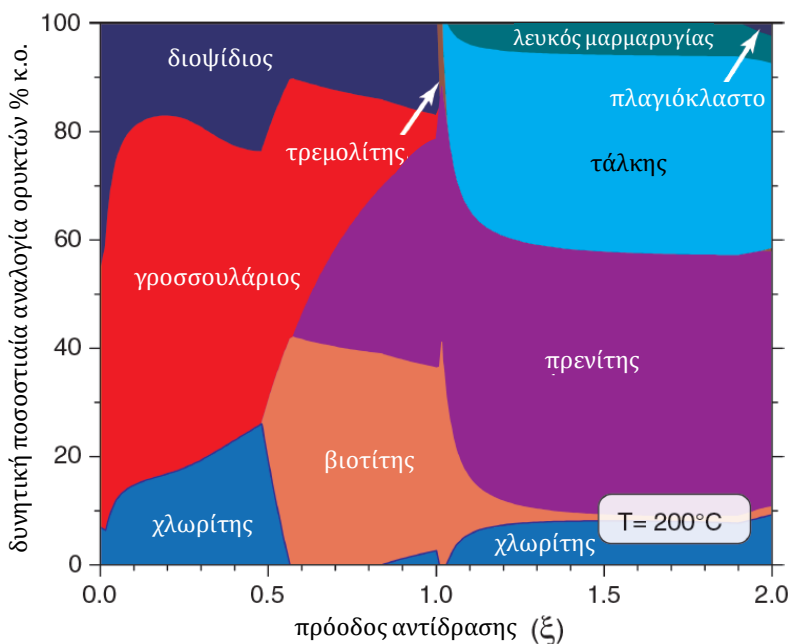 δυνητική ποσοστιαία αναλογία ορυκτών % κ.ο.
100
80
60
40
20
0
διοψίδιος
λευκός μαρμαρυγίας
πλαγιόκλαστο
τρεμολίτης
τάλκης
γροσσουλάριος
πρενίτης
βιοτίτης
χλωρίτης
T= 200°C
χλωρίτης
0.0 0.5 1.0 1.5 2.0
πρόοδος αντίδρασης (ξ)